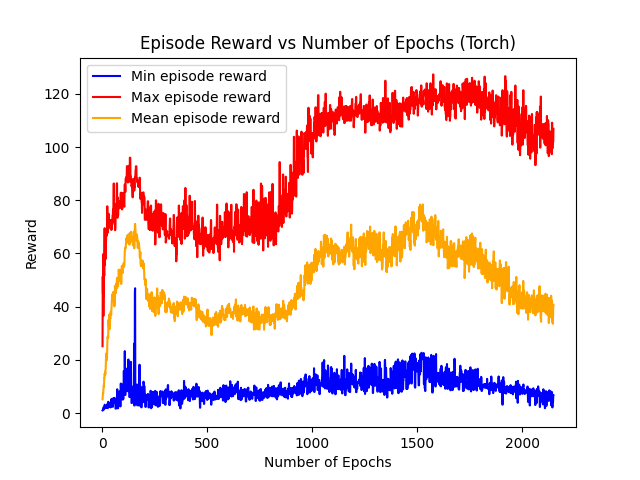 Episode Reward vs Number of Epochs (Torch)
Min episode reward
Max episode reward
Mean episode reward
120
100
80
60
40
20
0
Reward
0 500 1000 1500 2000
Number of Epochs